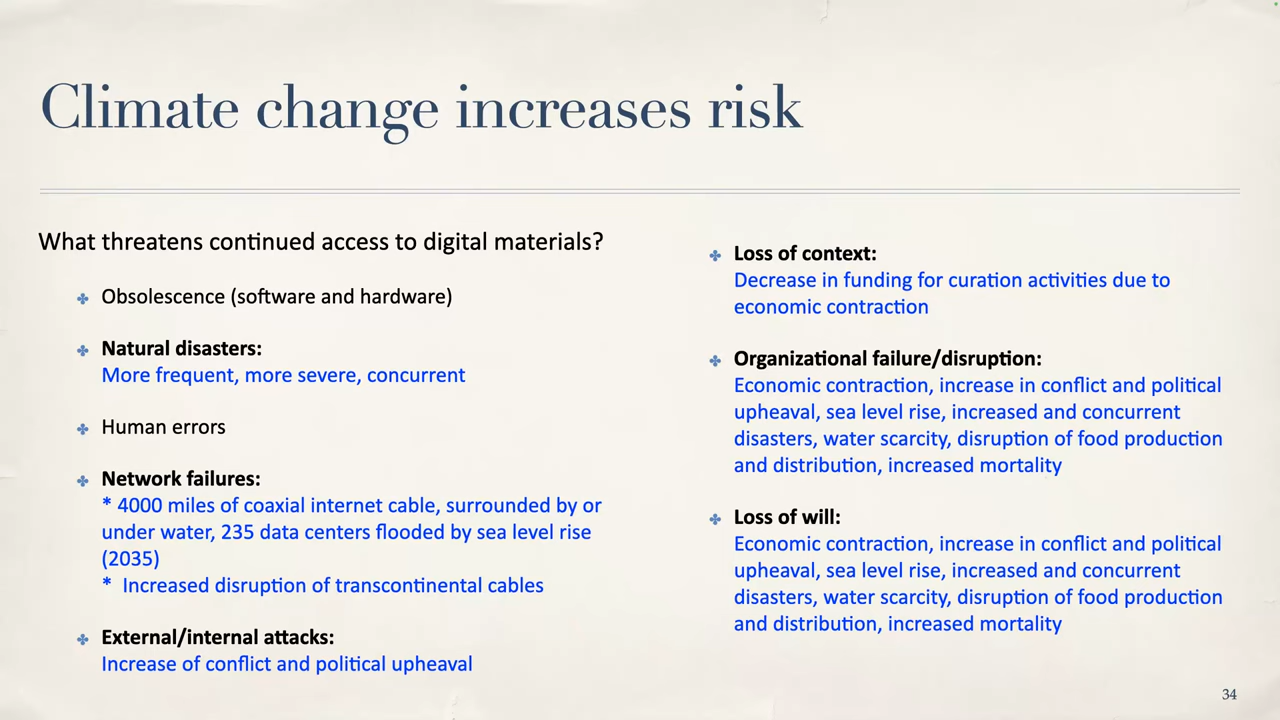 Climate change increases risk
What threatens continued access to digital materials?
Obsolescence (software and hardware)
Natural disasters:
More frequent, more severe, concurrent
Human errors
Network failures:
* 4000 miles of coaxial internet cable, surrounded by or
under water, 235 data centers flooded by sea level rise
(2035)
* Increased disruption of transcontinental cables
External/internal attacks:
Increase of conflict and political upheaval
Loss of context:
Decrease in funding for curation activities due to
economic contraction
Organizational failure/disruption:
Economic contraction, increase in conflict and political
upheaval, sea level rise, increased and concurrent
disasters, water scarcity, disruption of food production
and distribution, increased mortality
Loss of will:
Economic contraction, increase in conflict and political
upheaval, sea level rise, increased and concurrent
disasters, water scarcity, disruption of food production
and distribution, increased mortality
34